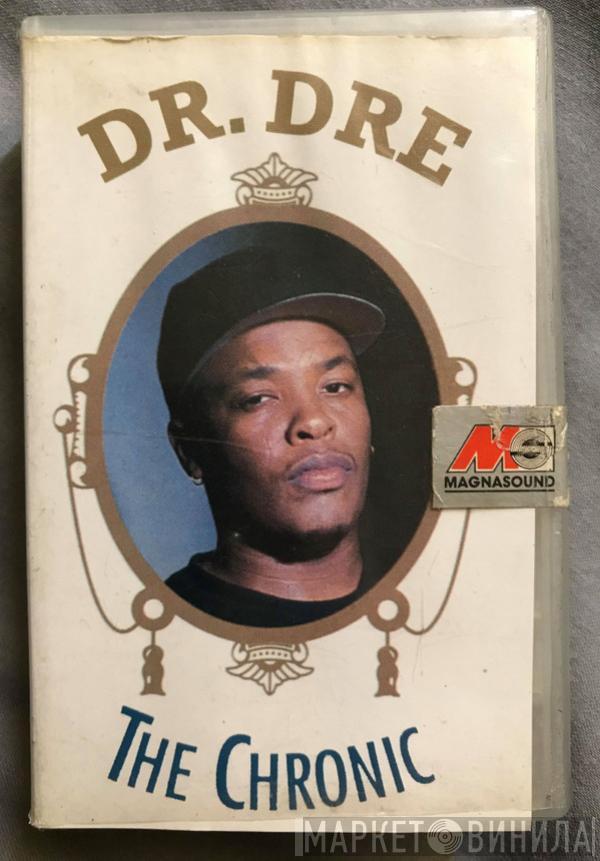 DR. DRE
MAGNASOUND
THE CHRONIC
МАРКЕТ ВИНИЛА